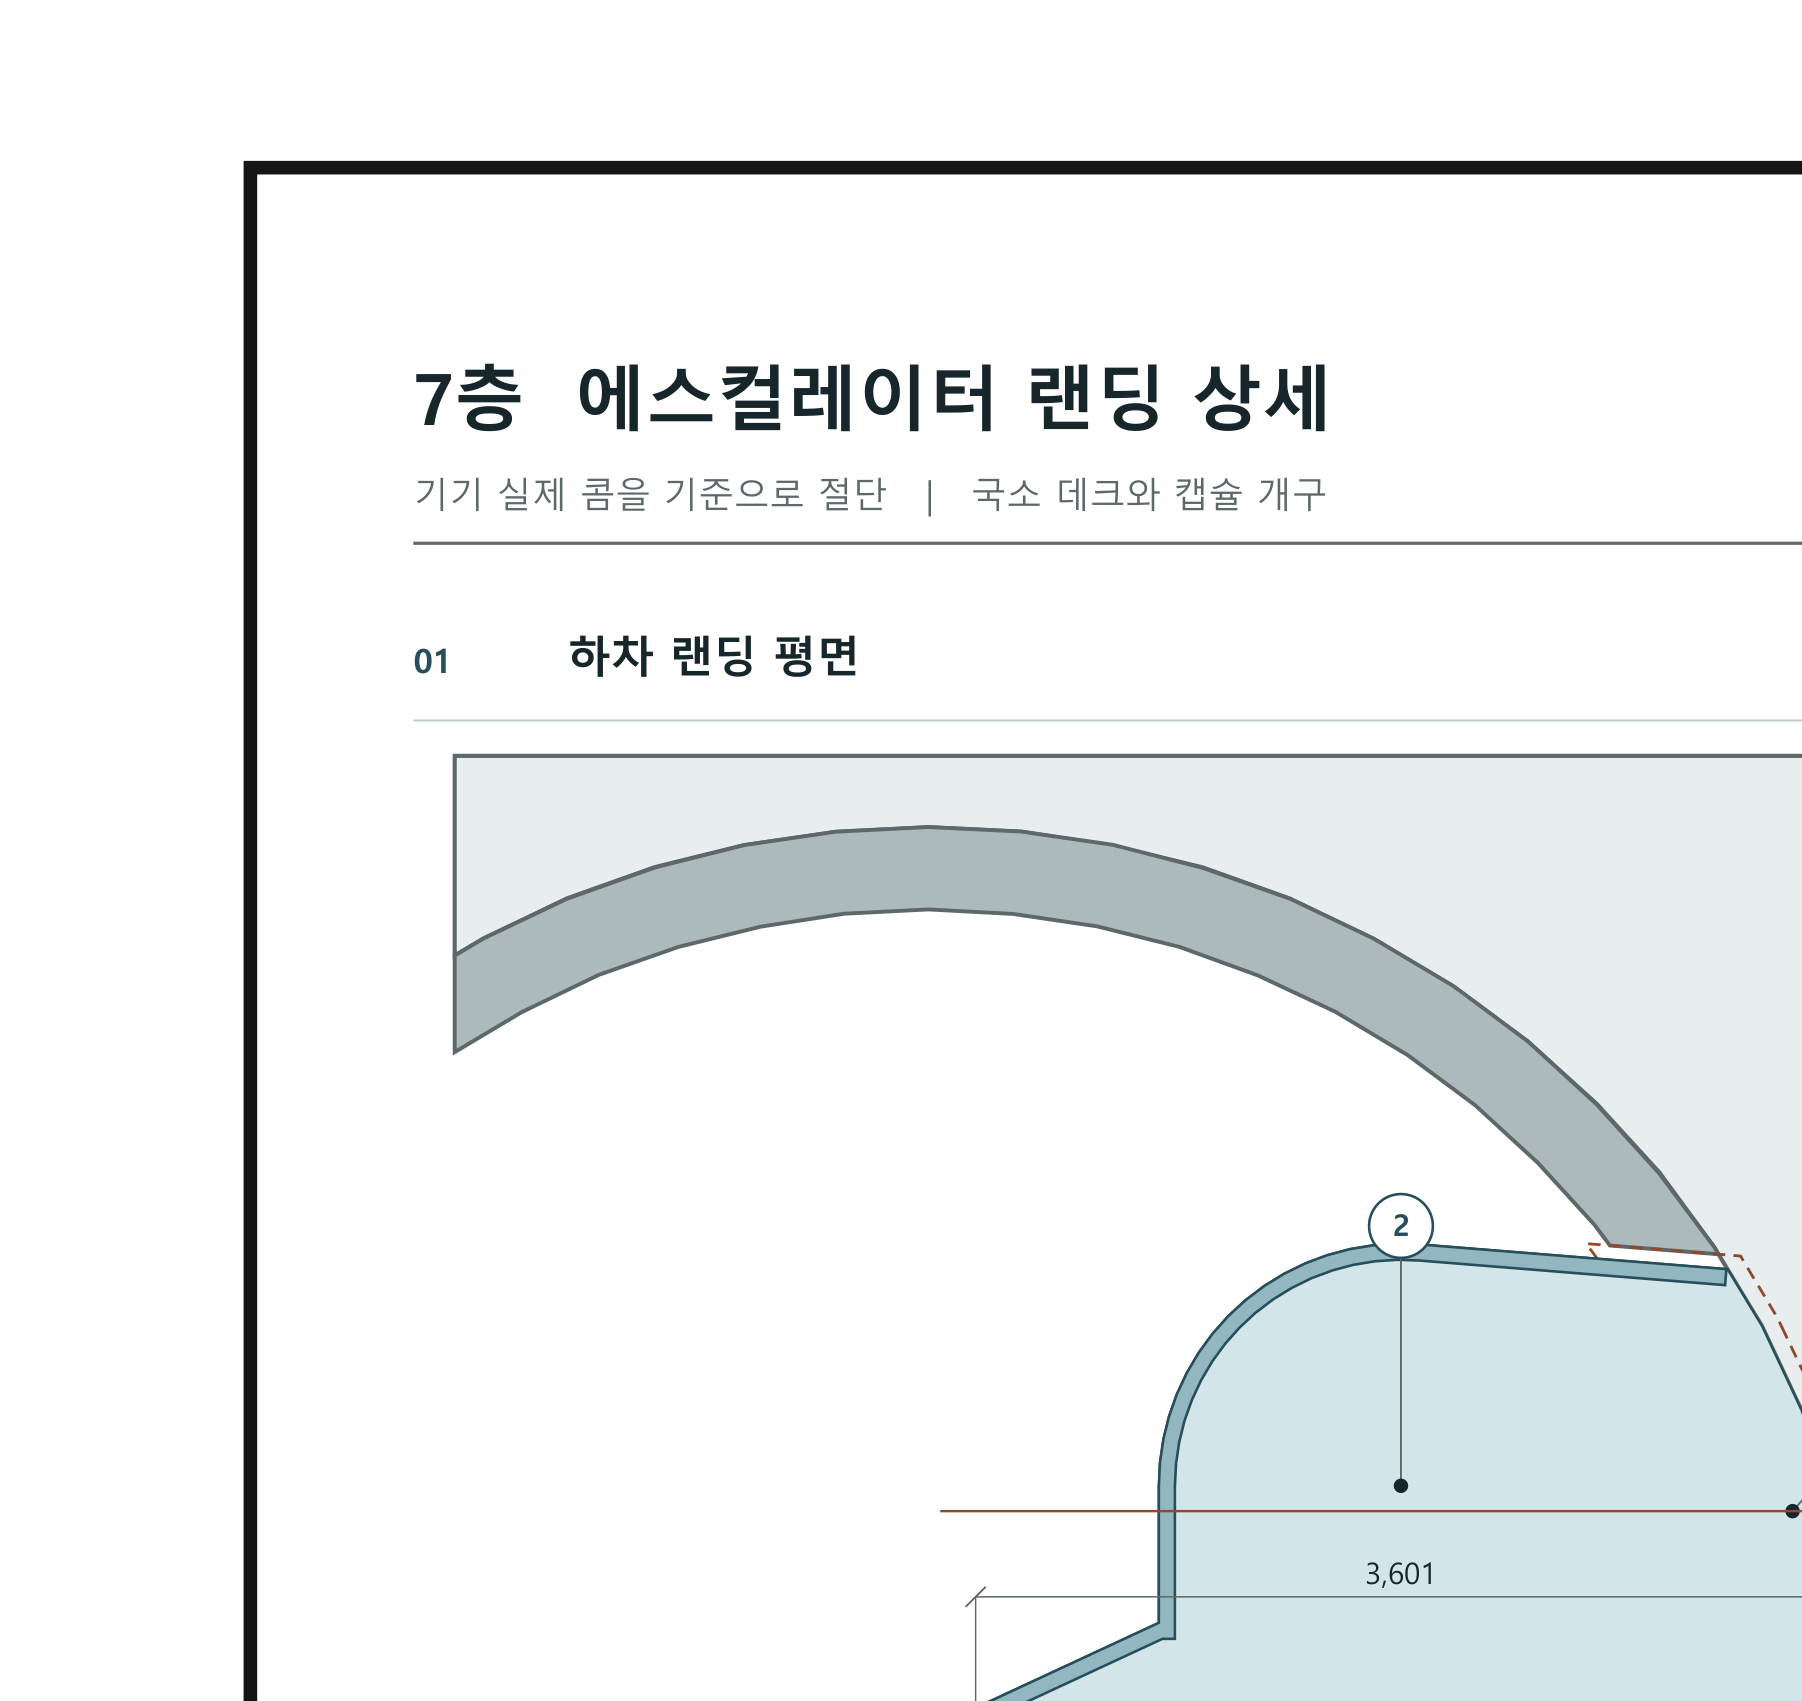 7층 에스컬레이터 랜딩 상세
기기 실제 콤을 기준으로 절단 | 국소 데크와 캡슐 개구
01 하차 랜딩 평면
2
3,601